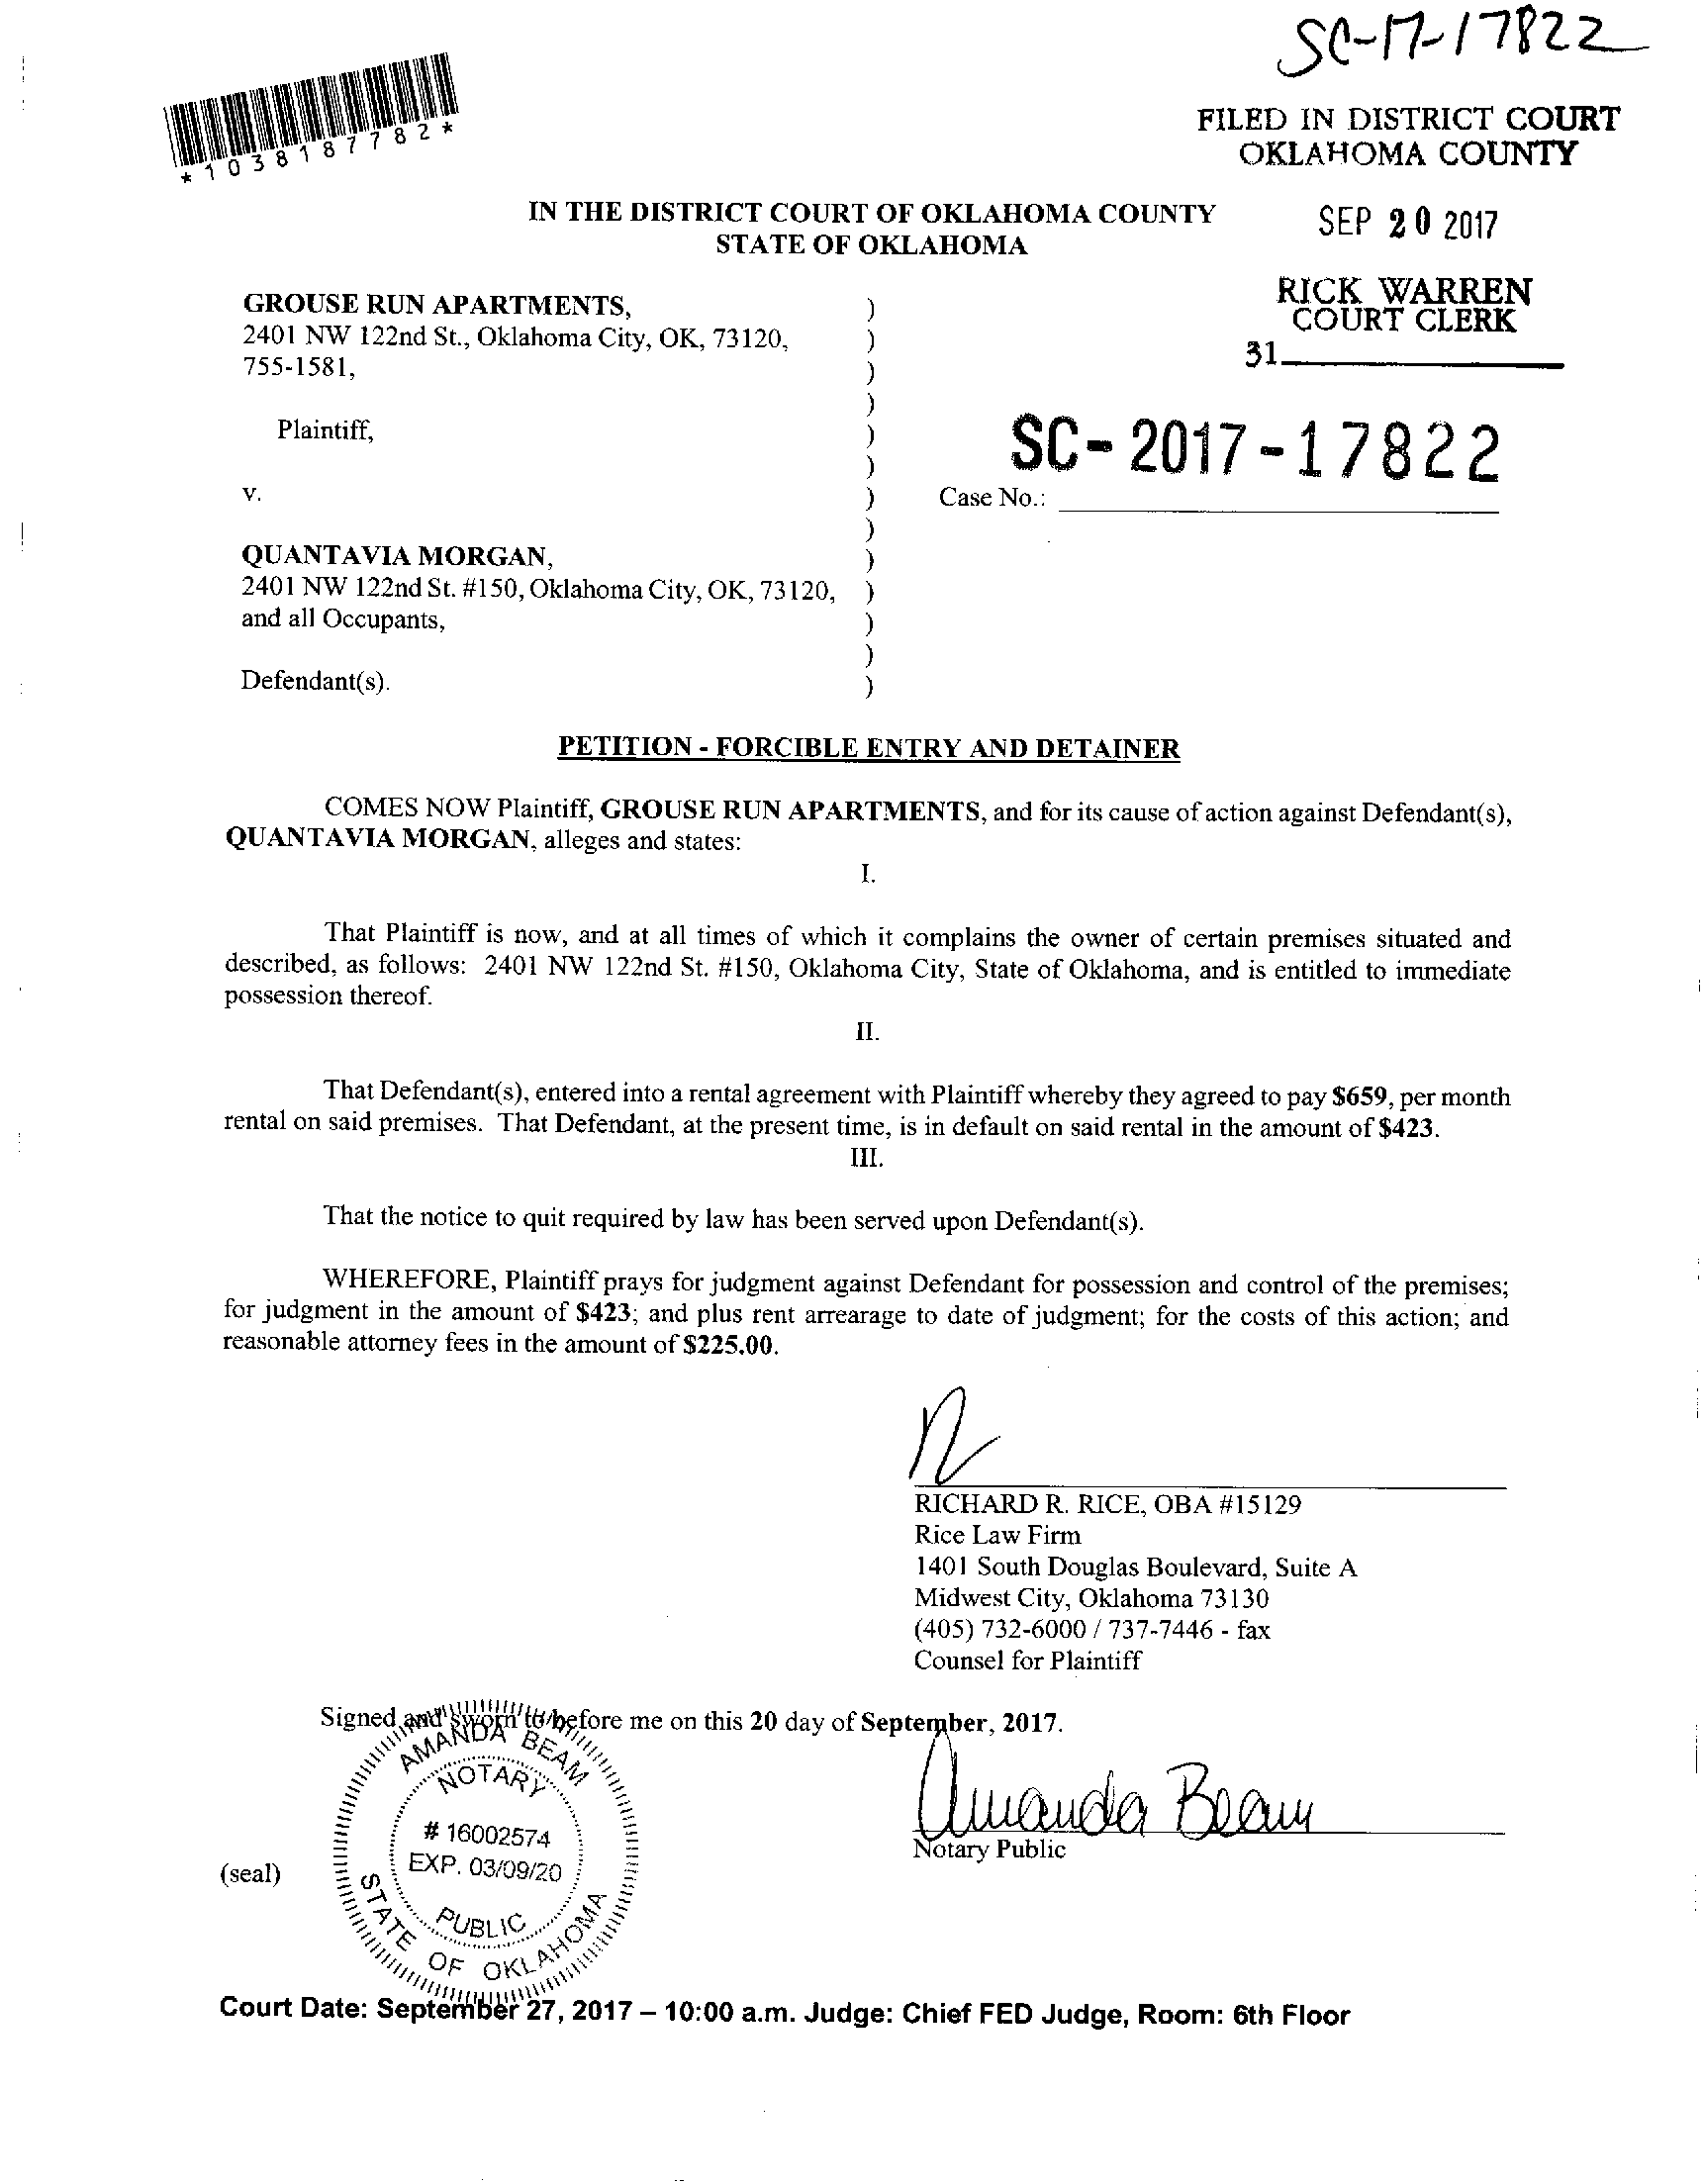 SC-17-17822
*1038187782*
FILED IN DISTRICT COURT
OKLAHOMA COUNTY
IN THE DISTRICT COURT OF OKLAHOMA COUNTY
STATE OF OKLAHOMA
SEP 20 2017
RICK WARREN
COURT CLERK
31
GROUSE RUN APARTMENTS, )
2401 NW 122nd St., Oklahoma City, OK, 73120, )
755-1581, )
)
Plaintiff, )
)
SC-2017-17822
v. ) Case No.:
)
QUANTAVIA MORGAN, )
2401 NW 122nd St. #150, Oklahoma City, OK, 73120, )
and all Occupants, )
)
Defendant(s). )
PETITION - FORCIBLE ENTRY AND DETAINER
COMES NOW Plaintiff, GROUSE RUN APARTMENTS, and for its cause of action against Defendant(s),
QUANTAVIA MORGAN, alleges and states:
I.
That Plaintiff is now, and at all times of which it complains the owner of certain premises situated and
described, as follows: 2401 NW 122nd St. #150, Oklahoma City, State of Oklahoma, and is entitled to immediate
possession thereof.
II.
That Defendant(s), entered into a rental agreement with Plaintiff whereby they agreed to pay $659, per month
rental on said premises. That Defendant, at the present time, is in default on said rental in the amount of $423.
III.
That the notice to quit required by law has been served upon Defendant(s).
WHEREFORE, Plaintiff prays for judgment against Defendant for possession and control of the premises;
for judgment in the amount of $423; and plus rent arrearage to date of judgment; for the costs of this action; and
reasonable attorney fees in the amount of $225.00.
RICHARD R. RICE, OBA #15129
Rice Law Firm
1401 South Douglas Boulevard, Suite A
Midwest City, Oklahoma 73130
(405) 732-6000 / 737-7446 - fax
Counsel for Plaintiff
Signed and sworn to before me on this 20 day of September, 2017.
AMANDA BEAM
NOTARY
# 16002574
EXP. 03/09/20
PUBLIC
STATE OF OKLAHOMA
Amanda Beam
Notary Public
(seal)
Court Date: September 27, 2017 – 10:00 a.m. Judge: Chief FED Judge, Room: 6th Floor